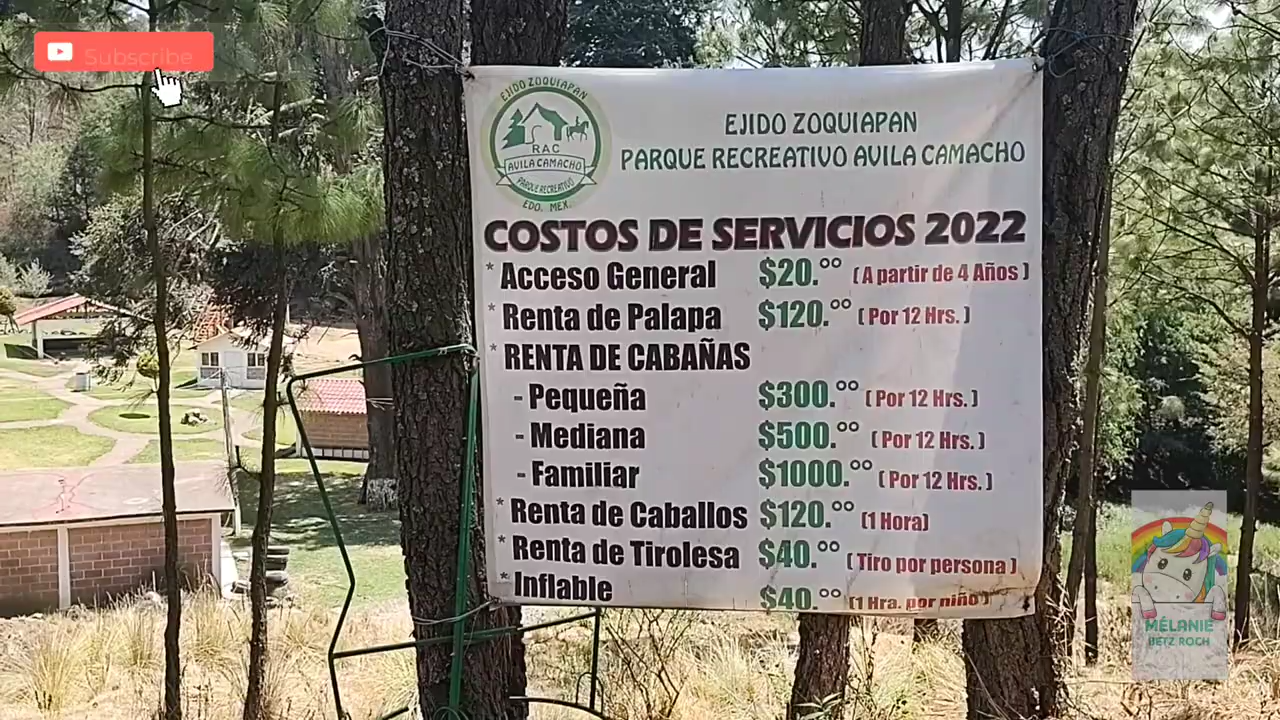 Subscribe
EJIDO ZOQUIAPAN
RAC
AVILA CAMACHO
PARQUE RECREATIVO
EDO. MEX.
EJIDO ZOQUIAPAN
PARQUE RECREATIVO AVILA CAMACHO
COSTOS DE SERVICIOS 2022
* Acceso General $20.°° (A partir de 4 Años)
* Renta de Palapa $120.°° (Por 12 Hrs.)
* RENTA DE CABAÑAS
- Pequeña $300.°° (Por 12 Hrs.)
- Mediana $500.°° (Por 12 Hrs.)
- Familiar $1000.°° (Por 12 Hrs.)
* Renta de Caballos $120.°° (1 Hora)
* Renta de Tirolesa $40.°° (Tiro por persona)
* Inflable $40.°° (1 Hra. por niño)
MÉLANIE
BETZ ROCH